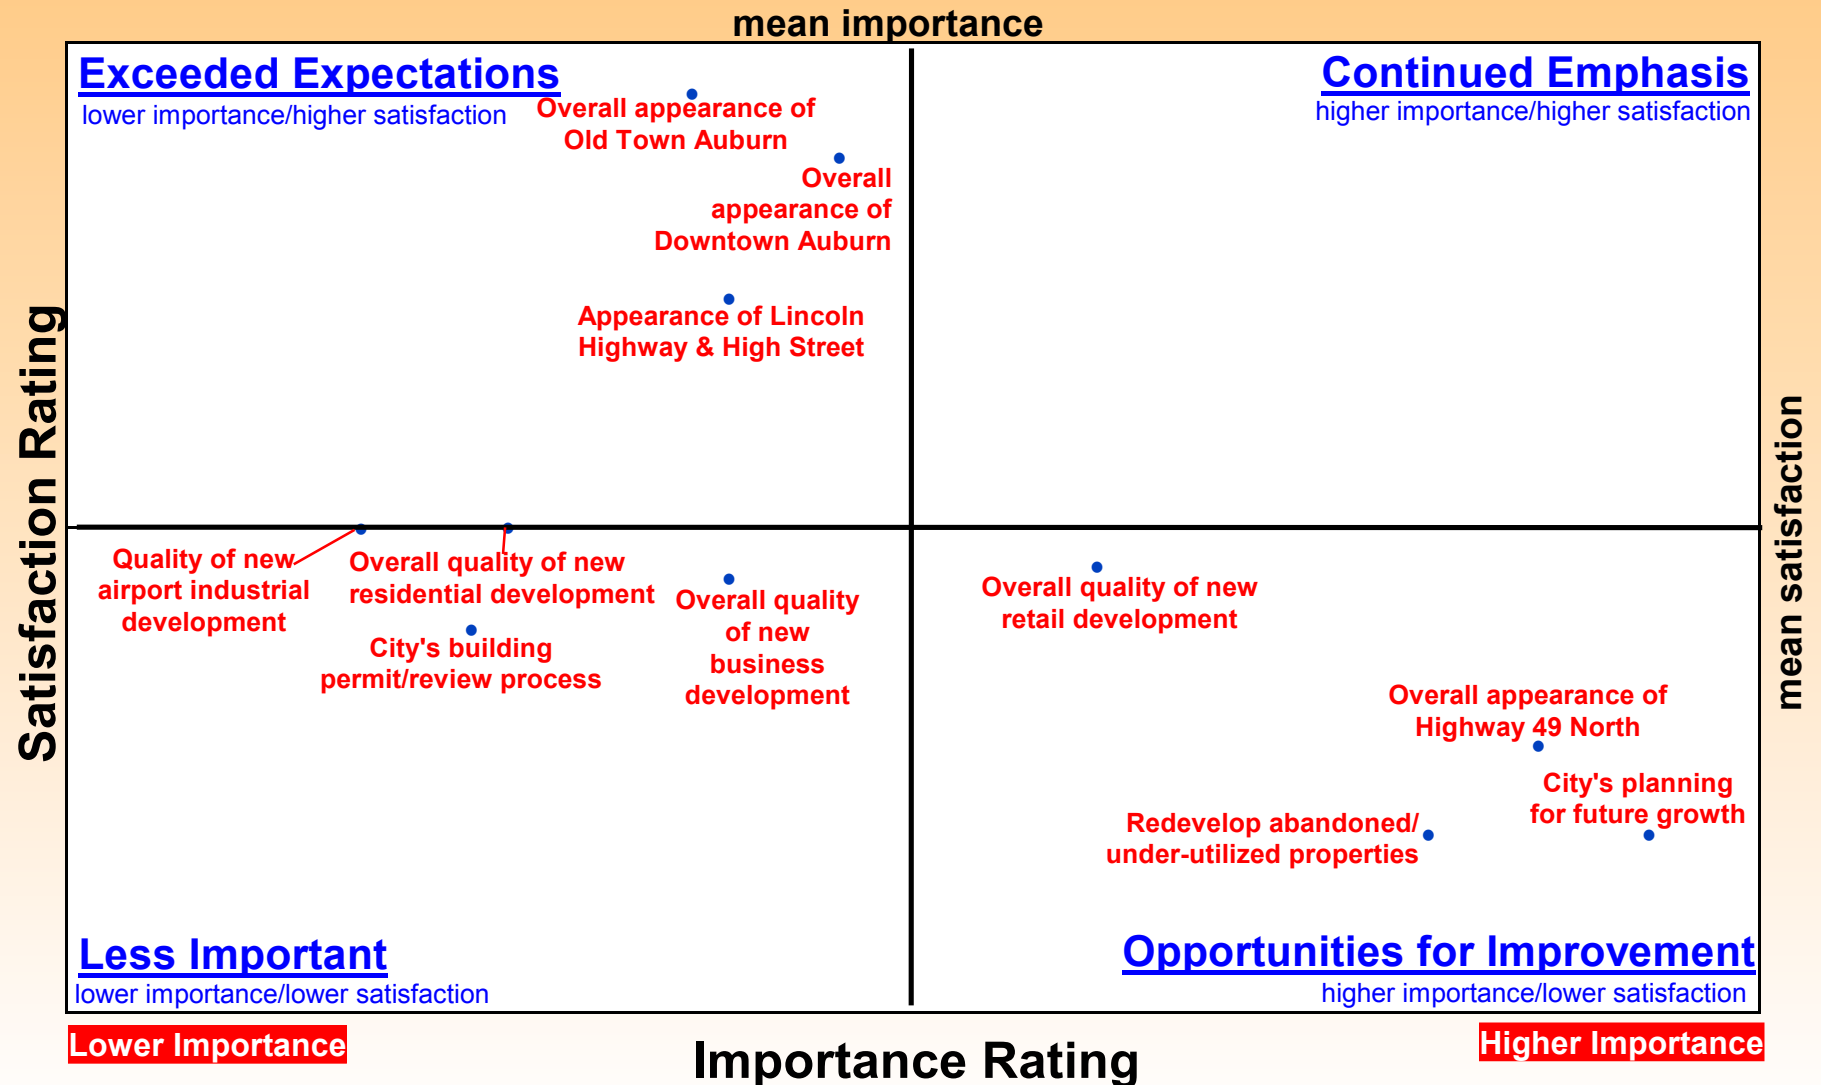 mean importance
Exceeded Expectations
lower importance/higher satisfaction
Continued Emphasis
higher importance/higher satisfaction
Overall appearance of
Old Town Auburn
Overall
appearance of
Downtown Auburn
Appearance of Lincoln
Highway & High Street
Satisfaction Rating
mean satisfaction
Quality of new
airport industrial
development
Overall quality of new
residential development
City's building
permit/review process
Overall quality
of new
business
development
Overall quality of new
retail development
Overall appearance of
Highway 49 North
City's planning
for future growth
Redevelop abandoned/
under-utilized properties
Less Important
lower importance/lower satisfaction
Opportunities for Improvement
higher importance/lower satisfaction
Lower Importance
Importance Rating
Higher Importance